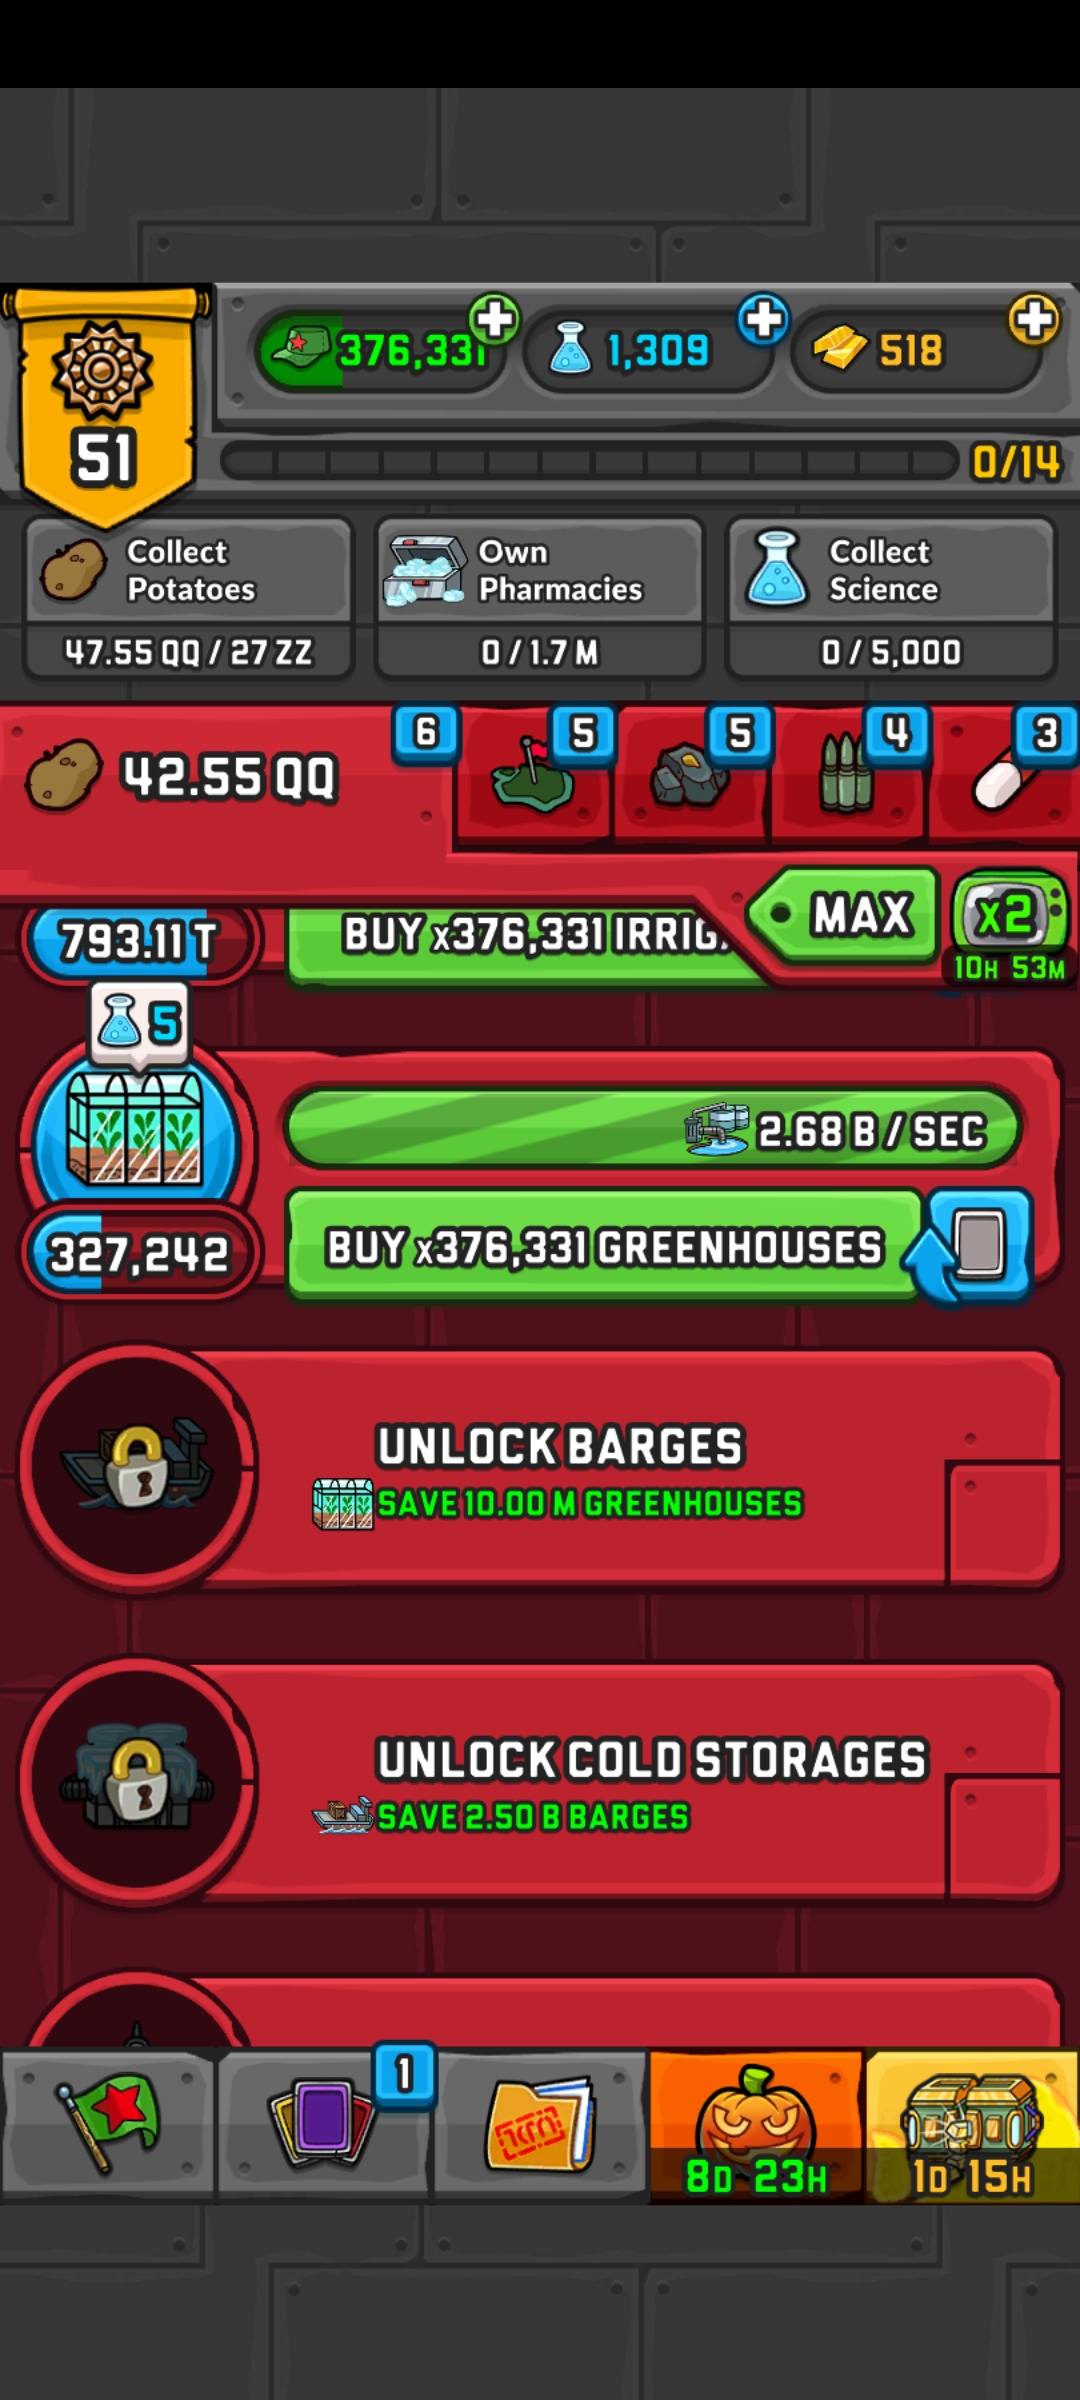 376,331
1,309
518
51
0/14
Collect
Potatoes
47.55 QQ / 27 ZZ
Own
Pharmacies
0 / 1.7 M
Collect
Science
0 / 5,000
42.55 QQ
6
5
5
4
3
MAX
x2
10H 53M
793.11 T
BUY x376,331
5
2.68 B / SEC
327,242
BUY x376,331 GREENHOUSES
UNLOCK BARGES
SAVE 10.00 M GREENHOUSES
UNLOCK COLD STORAGES
SAVE 2.50 B BARGES
1
8D 23H
1D 15H